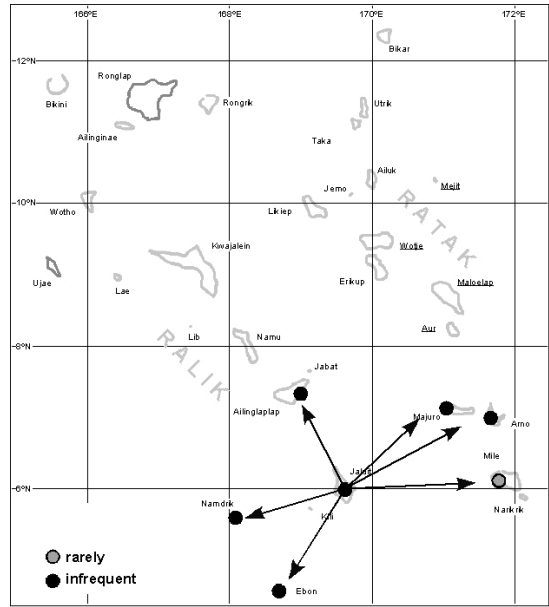 166°E
168°E
170°E
172°E
Bikar
12°N
Ronglap
Bikini
Rongrik
Utrik
Ailinginae
Taka
Ailuk
Mejit
Jemo
10°N
Wotho
Likiep
RATAK
Kwajalein
Wotje
Ujae
Lae
Erikup
Maloelap
Lib
Namu
Aur
8°N
RALIK
Jabat
Ailinglaplap
Majuro
Arno
Mile
Jaluit
6°N
Namdrik
Kili
Narikrik
rarely
infrequent
Ebon